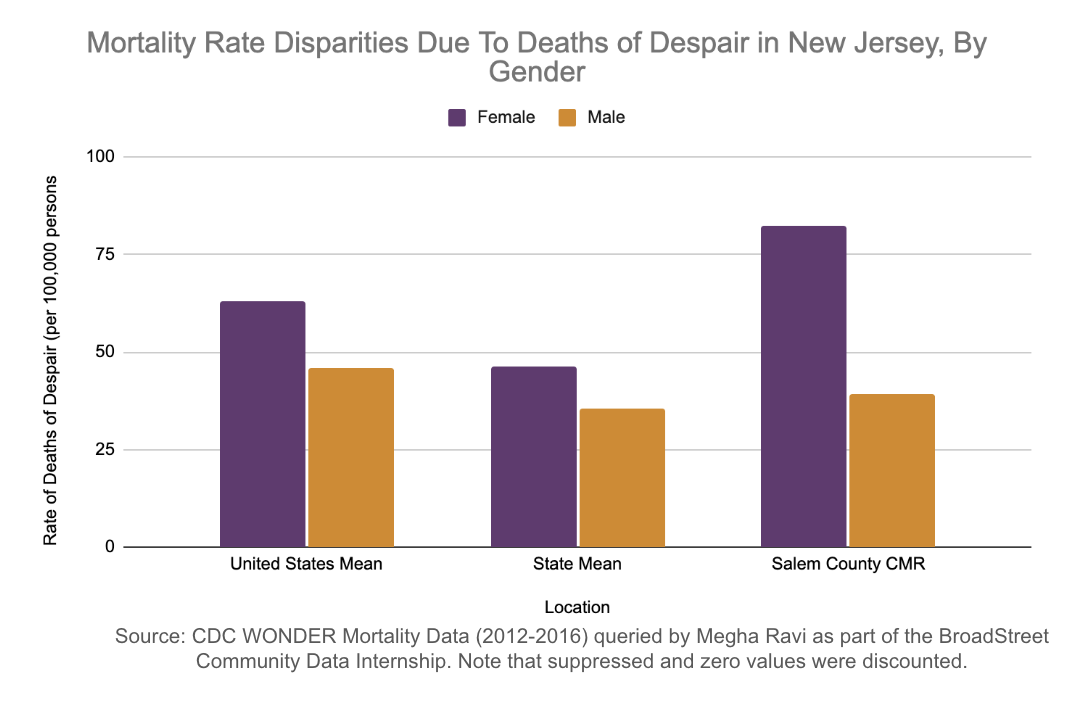 Mortality Rate Disparities Due To Deaths of Despair in New Jersey, By
Gender
Female
Male
100
75
50
25
0
Rate of Deaths of Despair (per 100,000 persons
United States Mean
State Mean
Salem County CMR
Location
Source: CDC WONDER Mortality Data (2012-2016) queried by Megha Ravi as part of the BroadStreet
Community Data Internship. Note that suppressed and zero values were discounted.